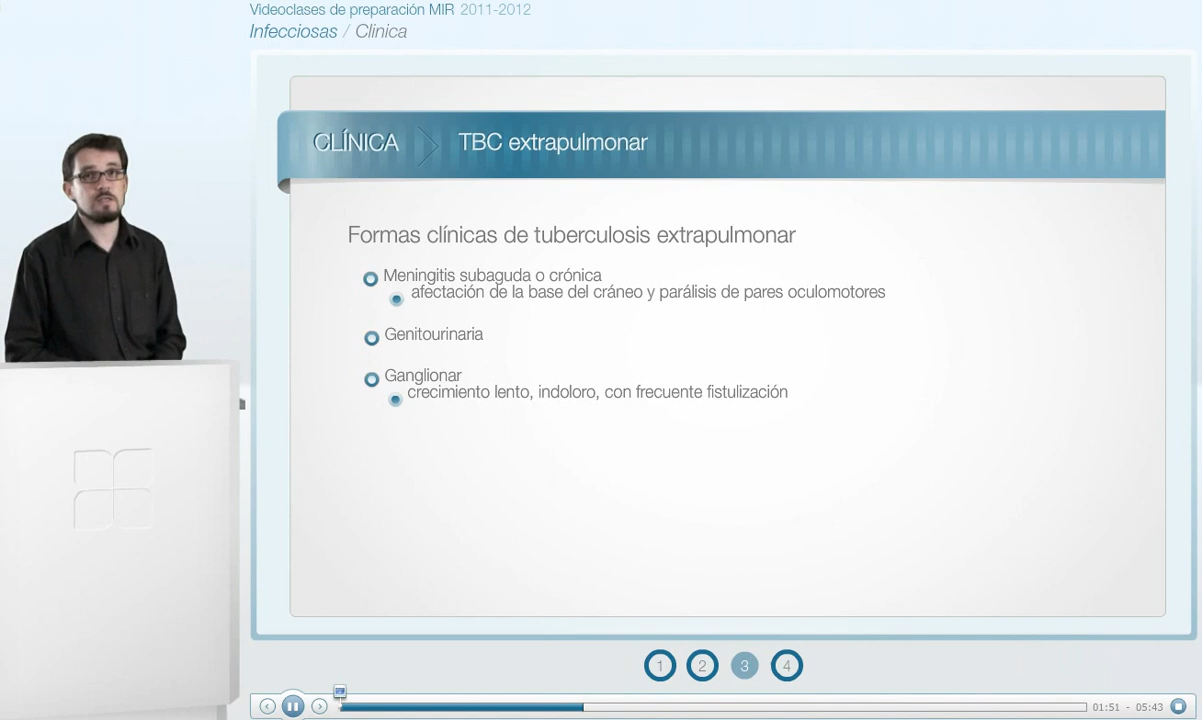 Videoclases de preparación MIR 2011-2012
Infecciosas / Clinica
CLÍNICA
TBC extrapulmonar
Formas clínicas de tuberculosis extrapulmonar
Meningitis subaguda o crónica
afectación de la base del cráneo y parálisis de pares oculomotores
Genitourinaria
Ganglionar
crecimiento lento, indoloro, con frecuente fistulización
1 2 3 4
01:51 - 05:43